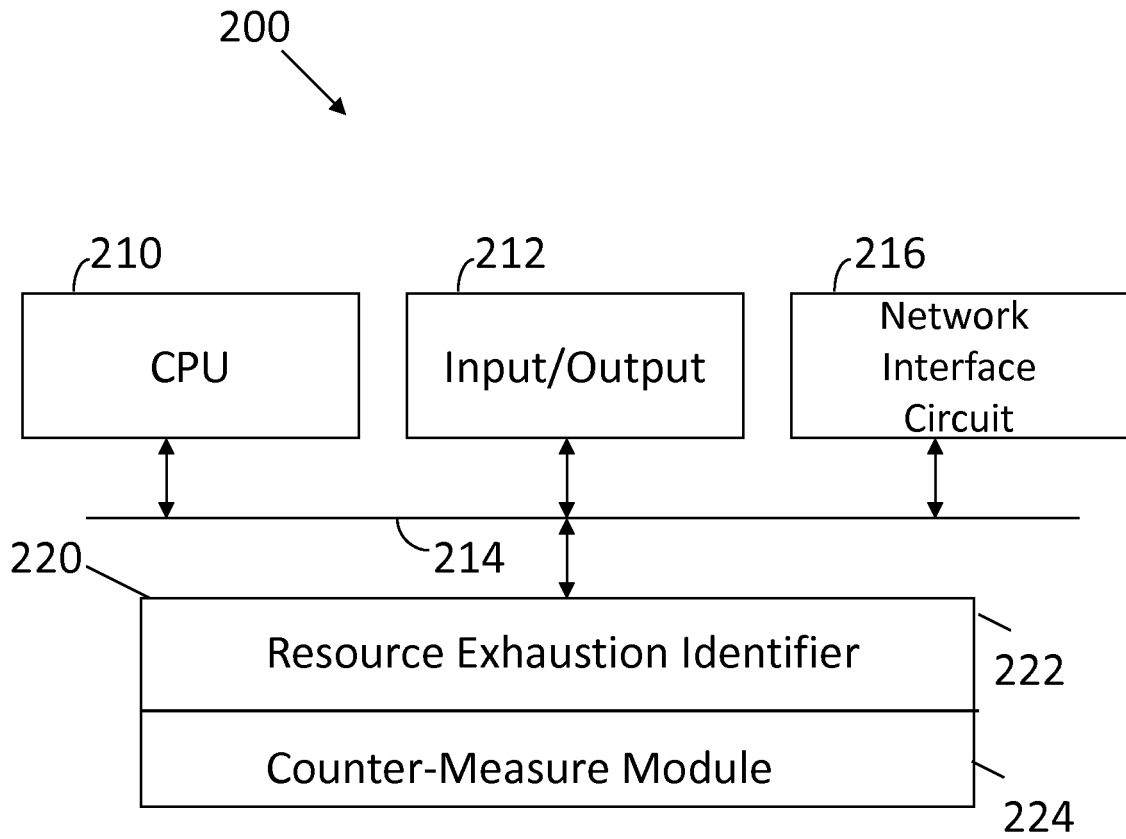 200
210
212
216
CPU
Input/Output
Network
Interface
Circuit
214
220
Resource Exhaustion Identifier
222
Counter-Measure Module
224